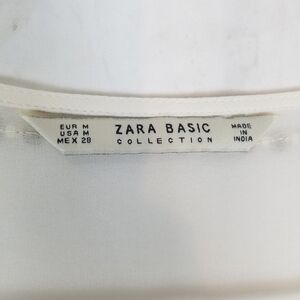 EUR M
USA M
MEX 28
ZARA BASIC
COLLECTION
MADE
IN
INDIA